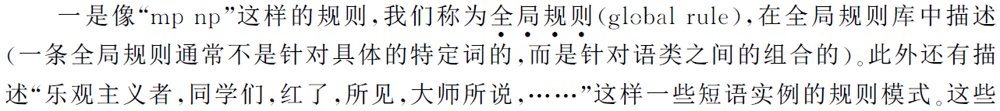 一是像“mp np”这样的规则,我们称为全局规则(global rule),在全局规则库中描述
(一条全局规则通常不是针对具体的特定词的,而是针对语类之间的组合的)。此外还有描
述“乐观主义者,同学们,红了,所见,大师所说,……”这样一些短语实例的规则模式。这些